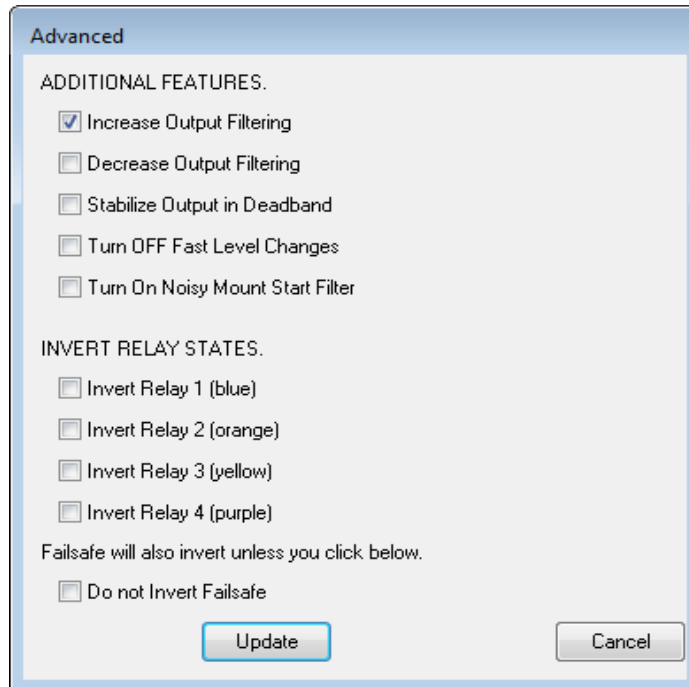 Advanced
ADDITIONAL FEATURES.
Increase Output Filtering
Decrease Output Filtering
Stabilize Output in Deadband
Turn OFF Fast Level Changes
Turn On Noisy Mount Start Filter
INVERT RELAY STATES.
Invert Relay 1 (blue)
Invert Relay 2 (orange)
Invert Relay 3 (yellow)
Invert Relay 4 (purple)
Failsafe will also invert unless you click below.
Do not Invert Failsafe
Update Cancel